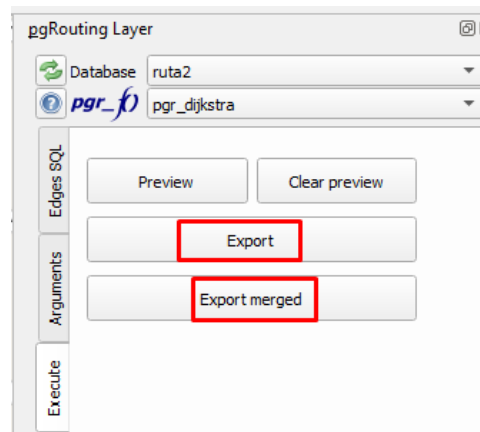 pgRouting Layer
Database ruta2
pgr_f() pgr_dijkstra
Edges SQL
Preview Clear preview
Export
Arguments
Export merged
Execute